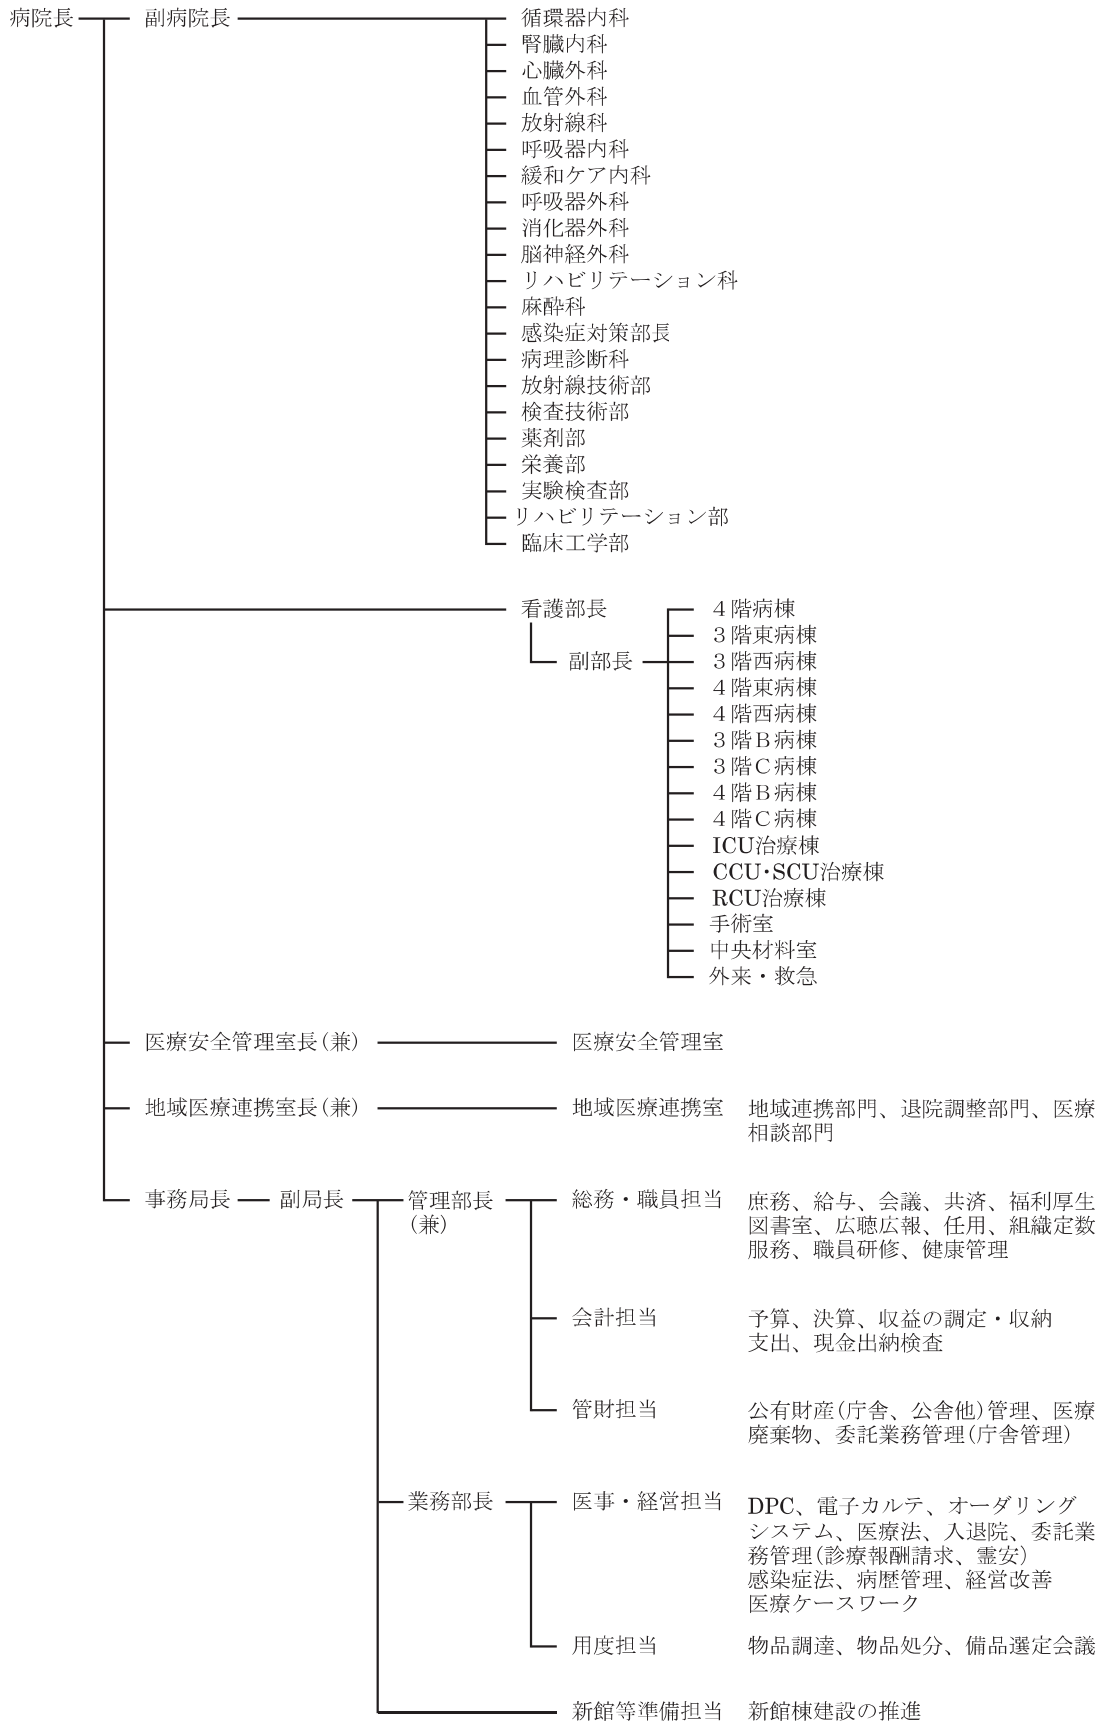 病院長 副病院長 循環器内科
腎臓内科
心臓外科
血管外科
放射線科
呼吸器内科
緩和ケア内科
呼吸器外科
消化器外科
脳神経外科
リハビリテーション科
麻酔科
感染症対策部長
病理診断科
放射線技術部
検査技術部
薬剤部
栄養部
実験検査部
リハビリテーション部
臨床工学部
看護部長
副部長
４階病棟
３階東病棟
３階西病棟
４階東病棟
４階西病棟
３階Ｂ病棟
３階Ｃ病棟
４階Ｂ病棟
４階Ｃ病棟
ICU治療棟
CCU・SCU治療棟
RCU治療棟
手術室
中央材料室
外来・救急
医療安全管理室長(兼) 医療安全管理室
地域医療連携室長(兼) 地域医療連携室 地域連携部門、退院調整部門、医療
相談部門
事務局長 副局長 管理部長
(兼)
総務・職員担当 庶務、給与、会議、共済、福利厚生
図書室、広聴広報、任用、組織定数
服務、職員研修、健康管理
会計担当 予算、決算、収益の調定・収納
支出、現金出納検査
管財担当 公有財産(庁舎、公舎他)管理、医療
廃棄物、委託業務管理(庁舎管理)
業務部長 医事・経営担当 DPC、電子カルテ、オーダリング
システム、医療法、入退院、委託業
務管理(診療報酬請求、霊安)
感染症法、病歴管理、経営改善
医療ケースワーク
用度担当 物品調達、物品処分、備品選定会議
新館等準備担当 新館棟建設の推進